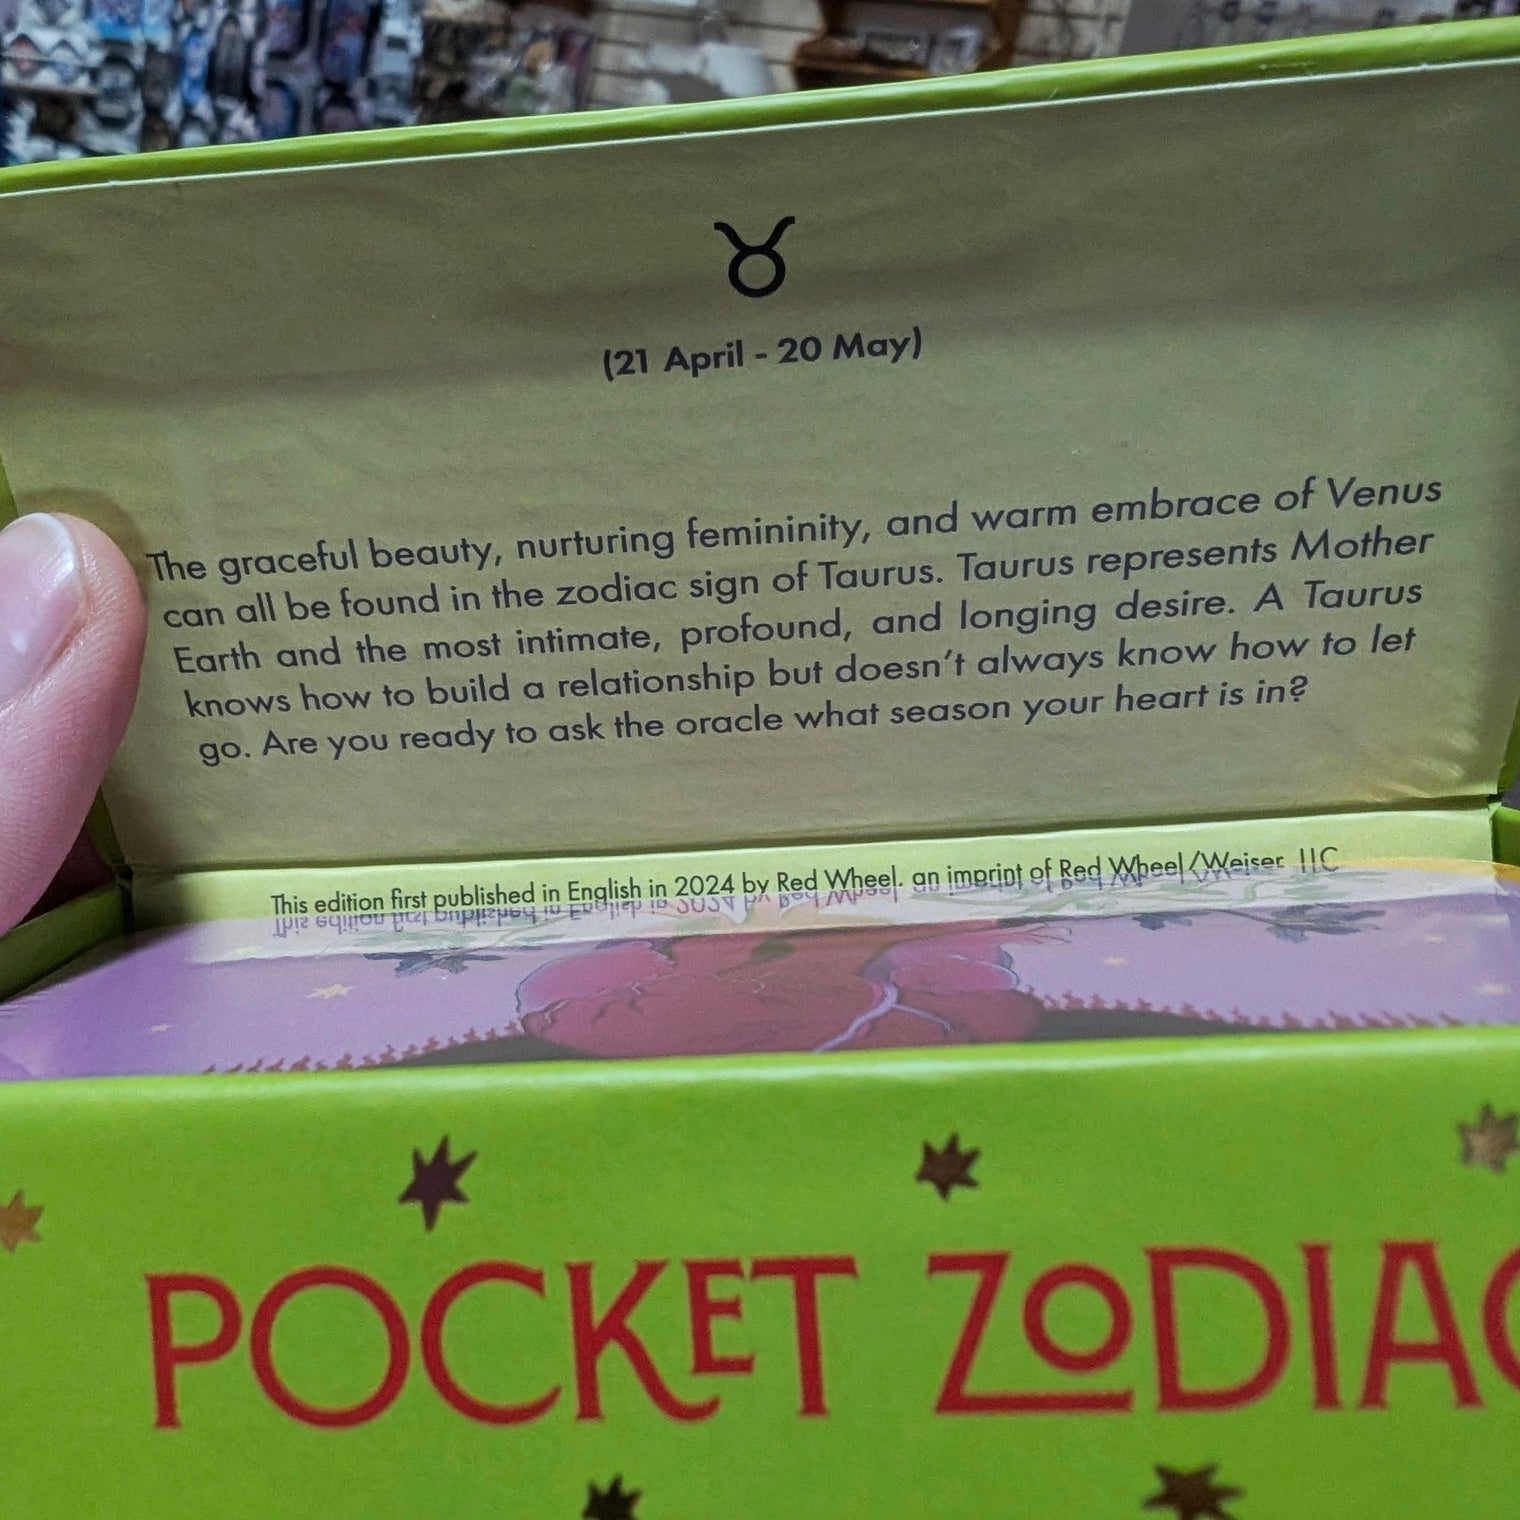 ♉
(21 April - 20 May)
The graceful beauty, nurturing femininity, and warm embrace of Venus
can all be found in the zodiac sign of Taurus. Taurus represents Mother
Earth and the most intimate, profound, and longing desire. A Taurus
knows how to build a relationship but doesn't always know how to let
go. Are you ready to ask the oracle what season your heart is in?
This edition first published in English in 2024 by Red Wheel, an imprint of Red Wheel/Weiser, LLC
POCKET ZODIAC